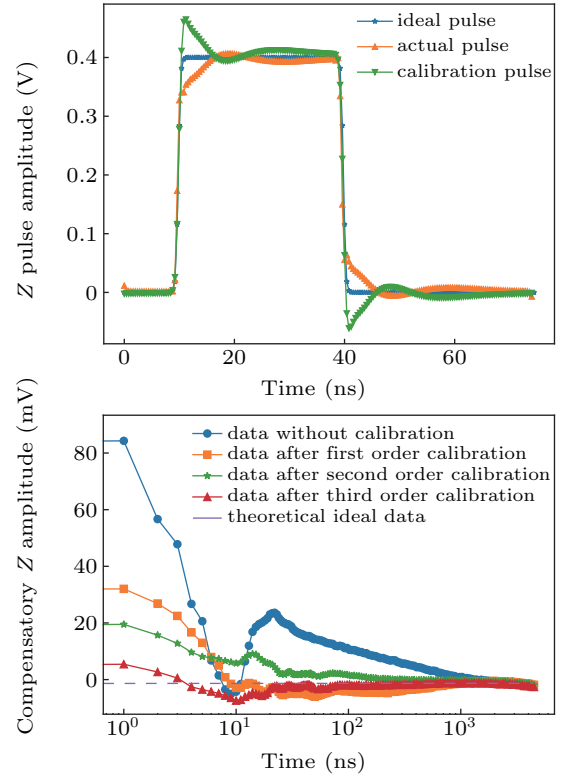 ideal pulse
actual pulse
calibration pulse
Z pulse amplitude (V)
0.4
0.3
0.2
0.1
0
0
20
40
60
Time (ns)
data without calibration
data after first order calibration
data after second order calibration
data after third order calibration
theoretical ideal data
Compensatory Z amplitude (mV)
80
60
40
20
0
10^0
10^1
10^2
10^3
Time (ns)